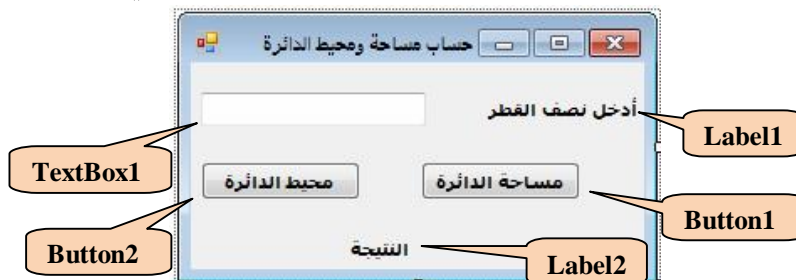 حساب مساحة ومحيط الدائرة
أدخل نصف القطر
Label1
TextBox1
مساحة الدائرة
محيط الدائرة
Button1
Button2
النتيجة
Label2